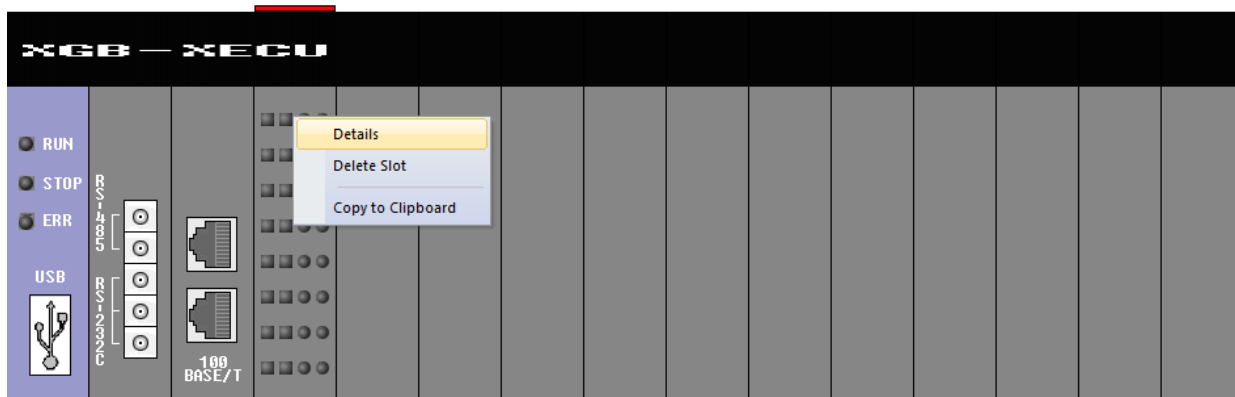 XGB-XECU
RUN
STOP
ERR
USB
RS-485
RS-232C
100
BASE/T
Details
Delete Slot
Copy to Clipboard